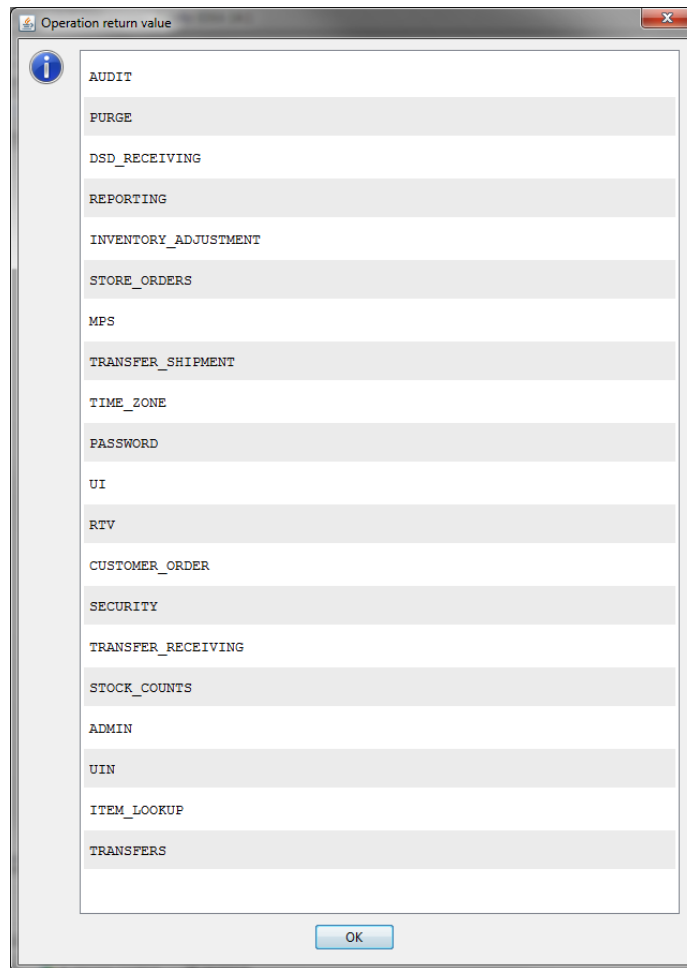 Operation return value
AUDIT
PURGE
DSD_RECEIVING
REPORTING
INVENTORY_ADJUSTMENT
STORE_ORDERS
MPS
TRANSFER_SHIPMENT
TIME_ZONE
PASSWORD
UI
RTV
CUSTOMER_ORDER
SECURITY
TRANSFER_RECEIVING
STOCK_COUNTS
ADMIN
UIN
ITEM_LOOKUP
TRANSFERS
OK